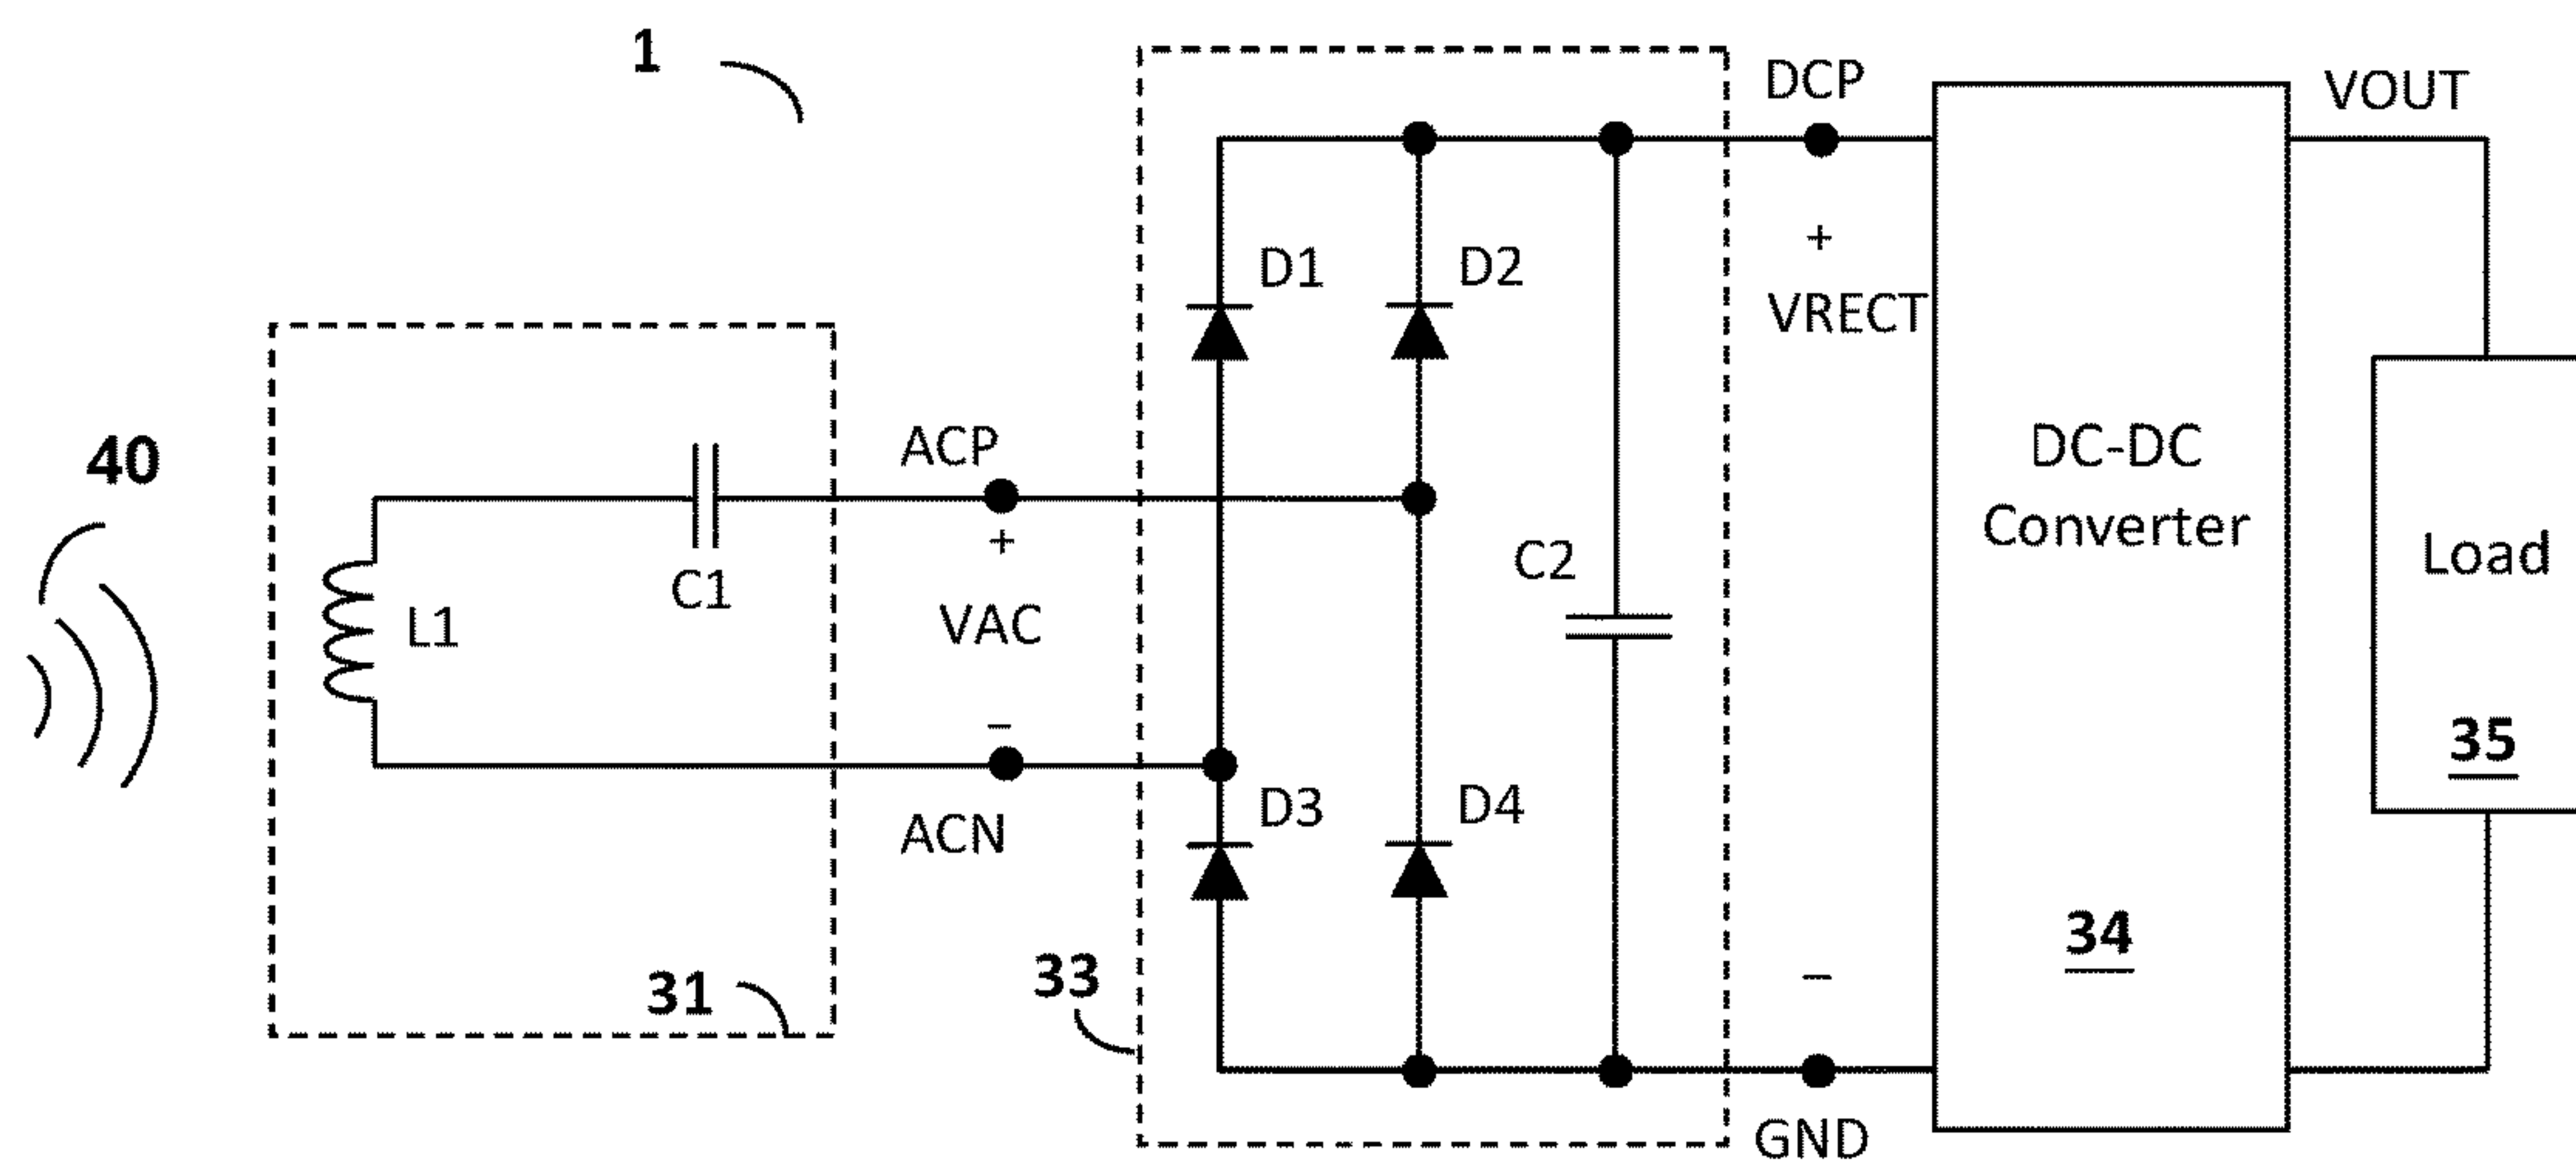 1
DCP
VOUT
D1
D2
+
VRECT
40
ACP
DC-DC
Converter
+
C1
C2
Load
L1
VAC
–
35
ACN
D3
D4
31
33
34
–
GND